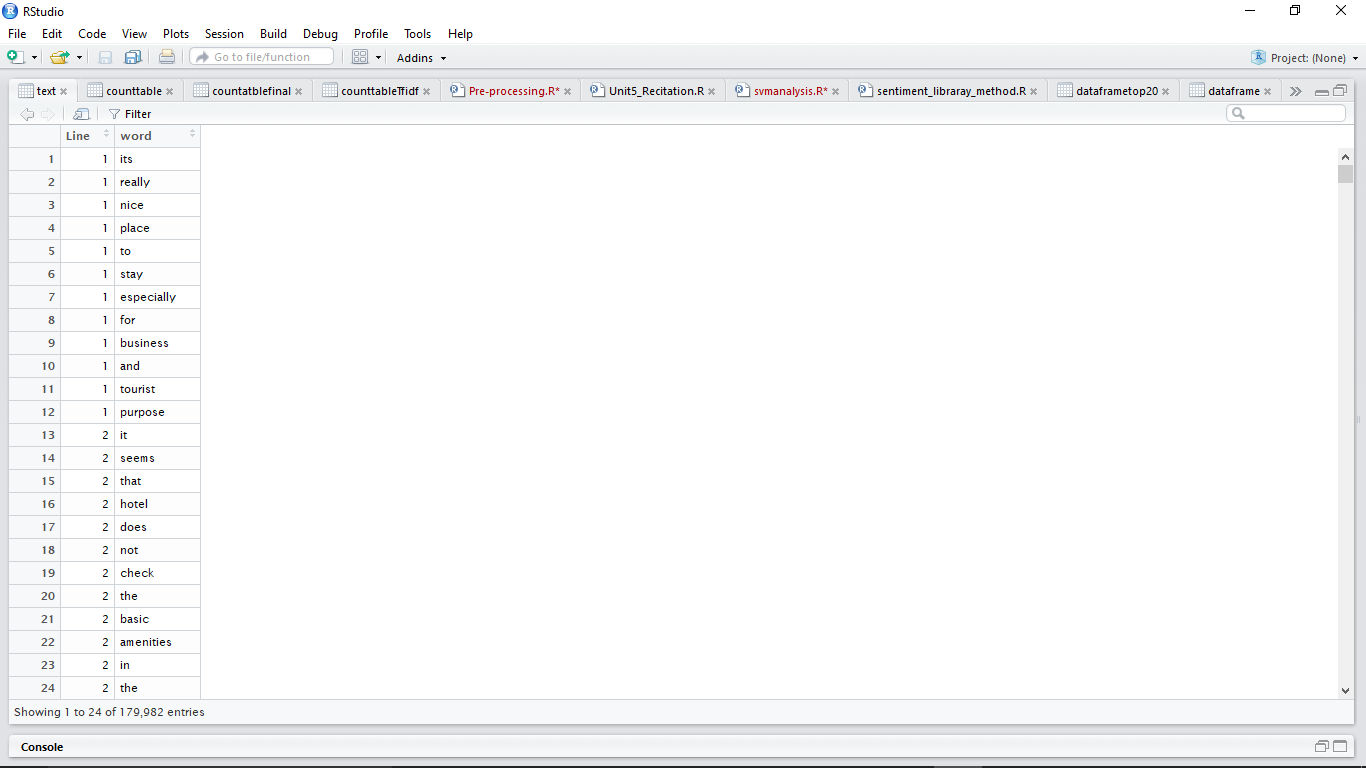 RStudio
File Edit Code View Plots Session Build Debug Profile Tools Help
Go to file/function Addins Project: (None)
text counttable countatblefinal counttableTfidf Pre-processing.R* Unit5_Recitation.R svmanalysis.R* sentiment_libraray_method.R dataframetop20 dataframe
Filter
Line word
1 1 its
2 1 really
3 1 nice
4 1 place
5 1 to
6 1 stay
7 1 especially
8 1 for
9 1 business
10 1 and
11 1 tourist
12 1 purpose
13 2 it
14 2 seems
15 2 that
16 2 hotel
17 2 does
18 2 not
19 2 check
20 2 the
21 2 basic
22 2 amenities
23 2 in
24 2 the
Showing 1 to 24 of 179,982 entries
Console